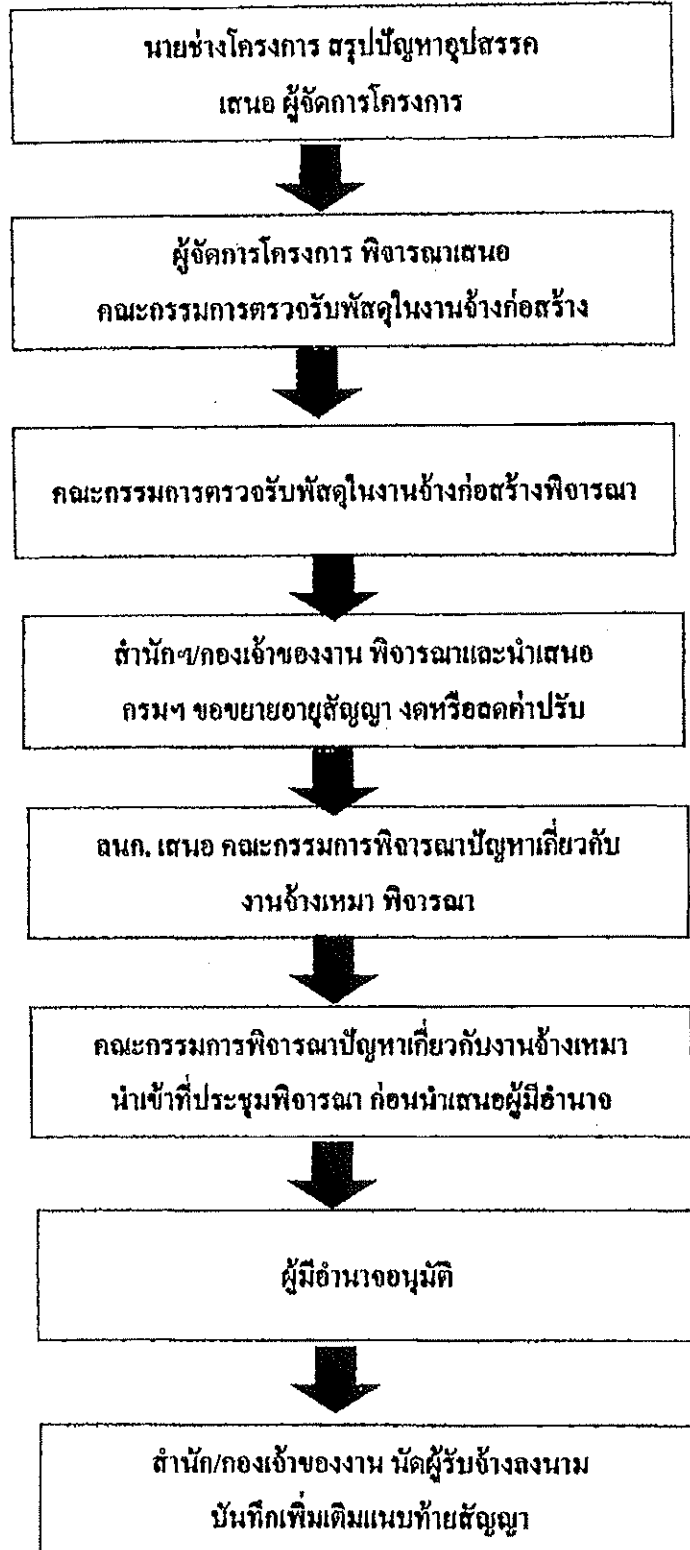 นายช่างโครงการ สรุปปัญหาอุปสรรค
เสนอ ผู้จัดการโครงการ
ผู้จัดการโครงการ พิจารณาเสนอ
คณะกรรมการตรวจรับพัสดุในงานจ้างก่อสร้าง
คณะกรรมการตรวจรับพัสดุในงานจ้างก่อสร้างพิจารณา
สำนักฯ/กองเจ้าของงาน พิจารณาและนำเสนอ
กรมฯ ขอขยายอายุสัญญา งดหรือลดค่าปรับ
ลนก. เสนอ คณะกรรมการพิจารณาปัญหาเกี่ยวกับ
งานจ้างเหมา พิจารณา
คณะกรรมการพิจารณาปัญหาเกี่ยวกับงานจ้างเหมา
นำเข้าที่ประชุมพิจารณา ก่อนนำเสนอผู้มีอำนาจ
ผู้มีอำนาจอนุมัติ
สำนัก/กองเจ้าของงาน นัดผู้รับจ้างลงนาม
บันทึกเพิ่มเติมแนบท้ายสัญญา